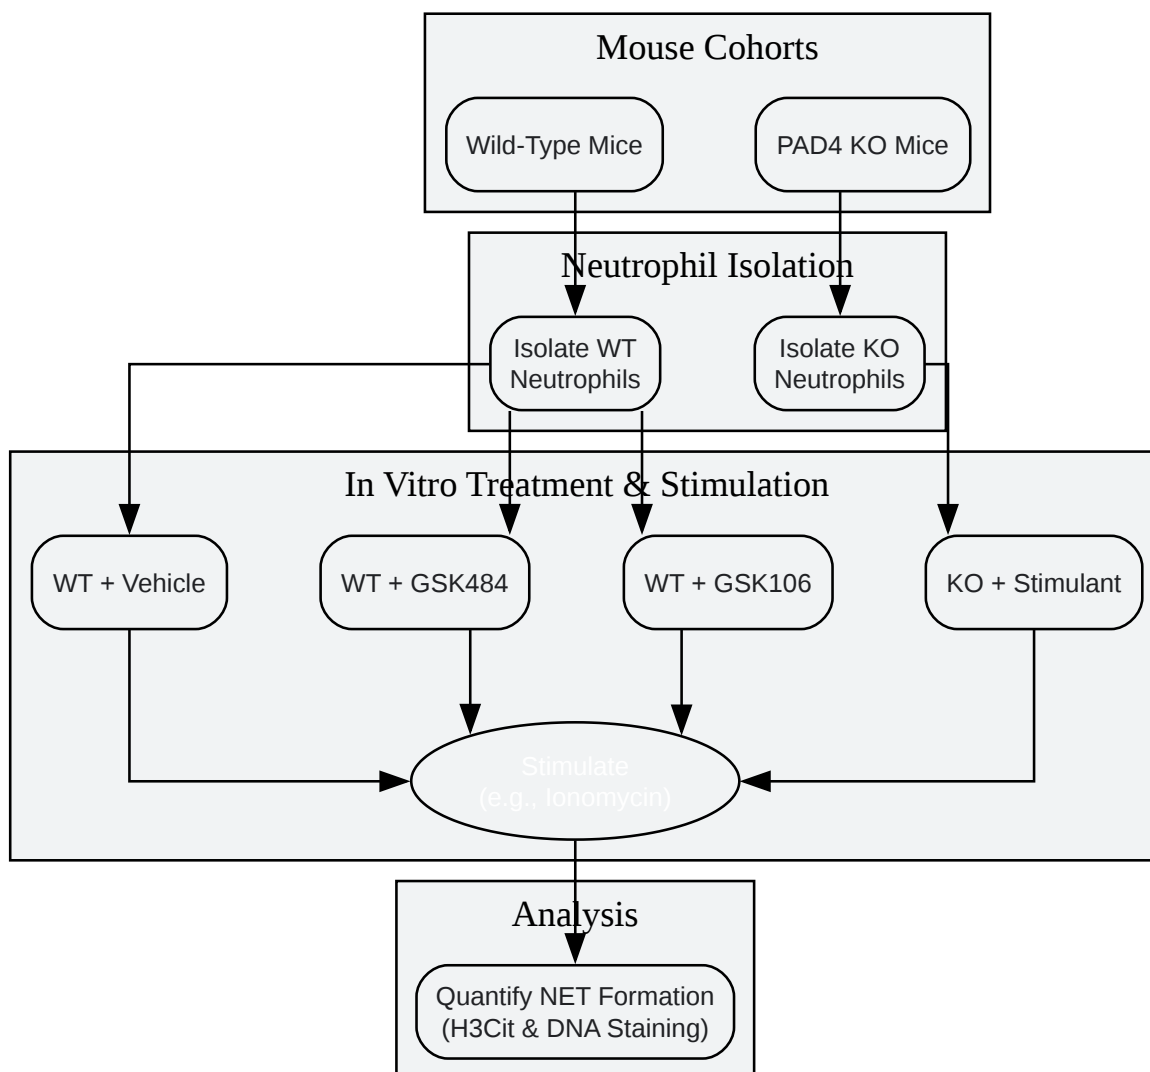 Mouse Cohorts
Wild-Type Mice
PAD4 KO Mice
Neutrophil Isolation
Isolate WT
Neutrophils
Isolate KO
Neutrophils
In Vitro Treatment & Stimulation
WT + Vehicle
WT + GSK484
WT + GSK106
KO + Stimulant
Stimulate
(e.g., Ionomycin)
Analysis
Quantify NET Formation
(H3Cit & DNA Staining)